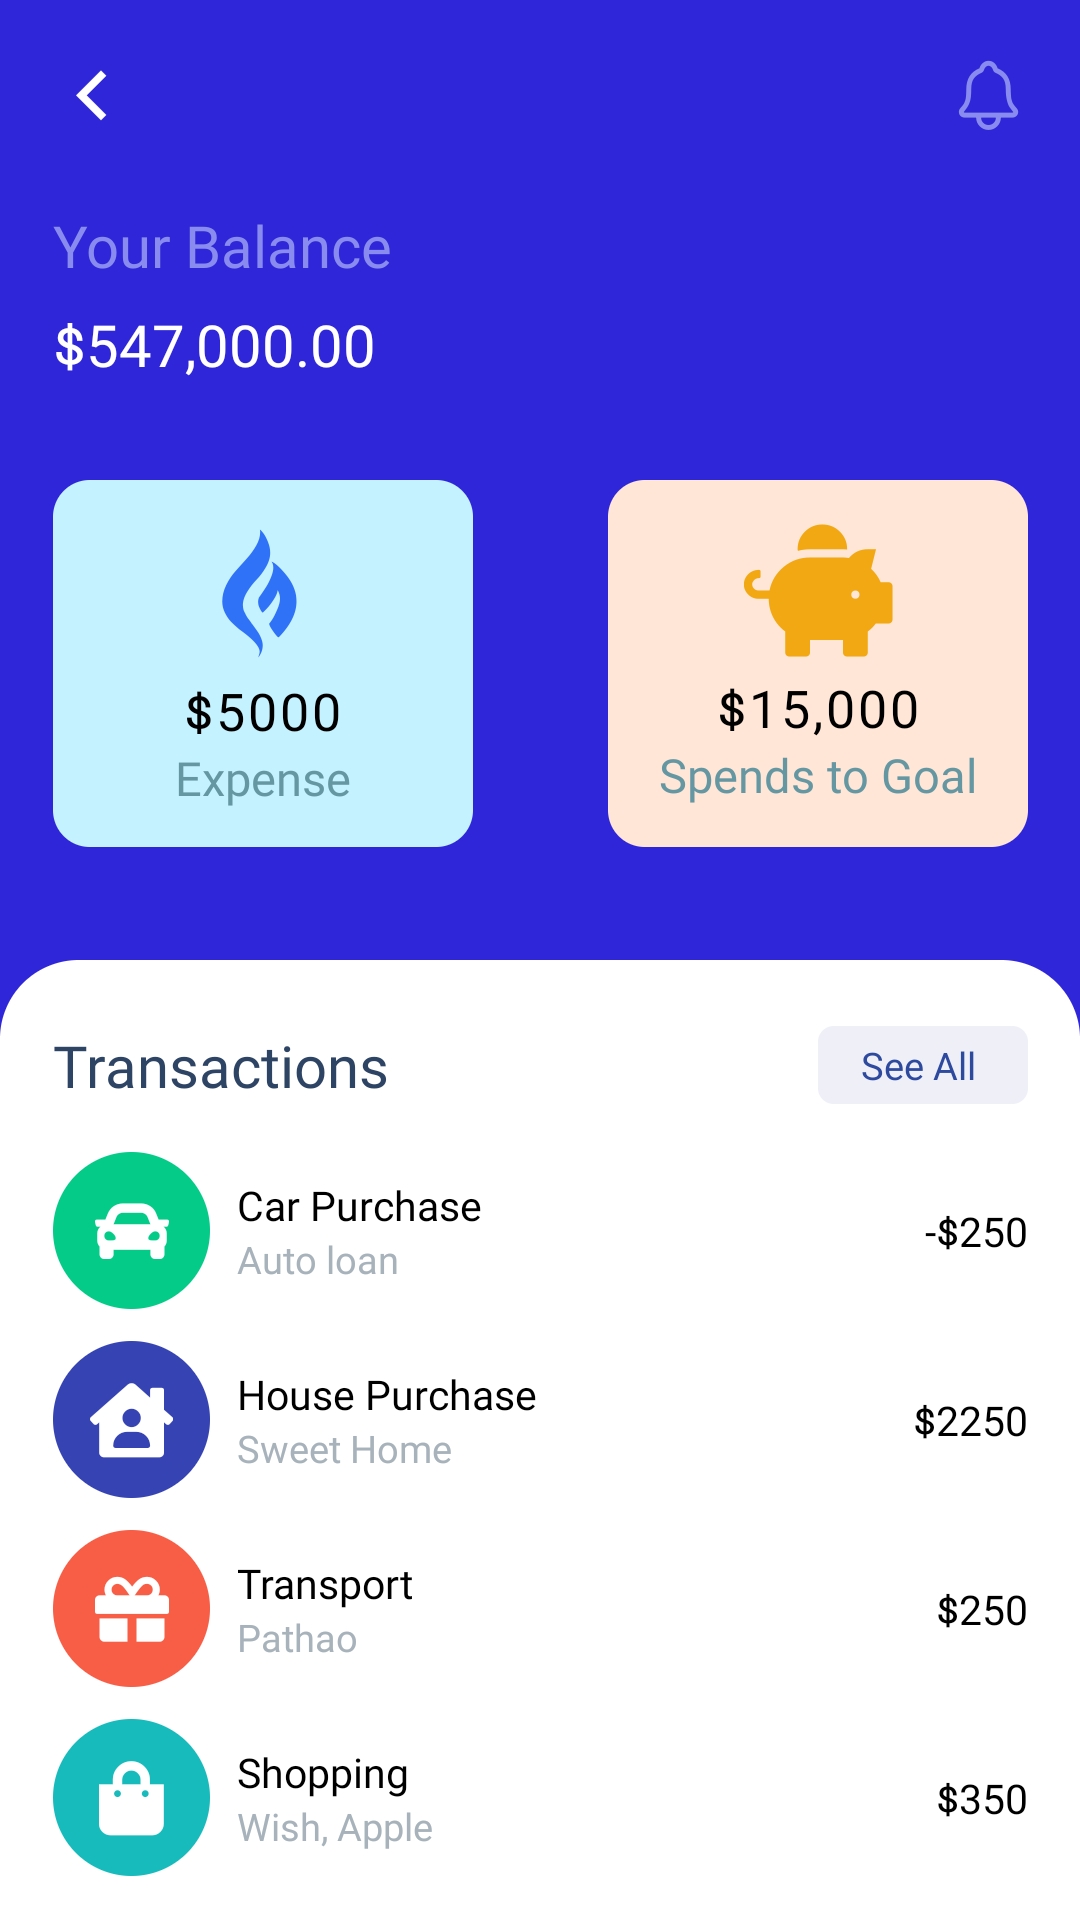 Your Balance
$547,000.00
$5000
Expense
$15,000
Spends to Goal
Transactions
See All
Car Purchase
Auto loan
-$250
House Purchase
Sweet Home
$2250
Transport
Pathao
$250
Shopping
Wish, Apple
$350